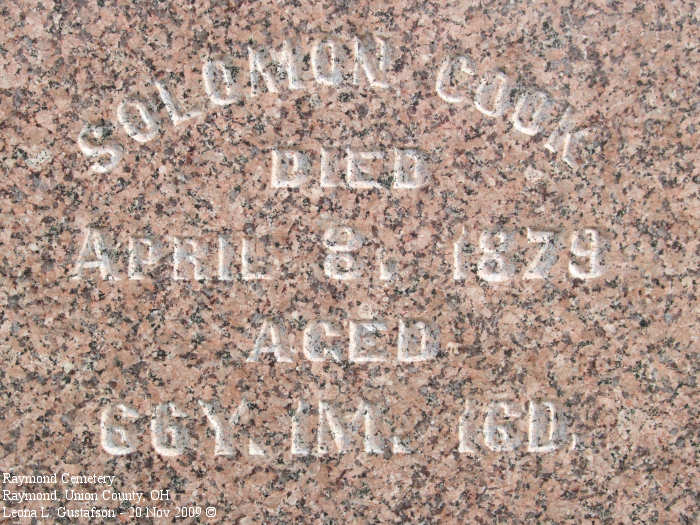 SOLOMON COOK
DIED
APRIL 8, 1879
AGED
66Y. 1M. 16D.
Raymond Cemetery
Raymond, Union County, OH
Leona L. Gustafson - 20 Nov 2009 ©